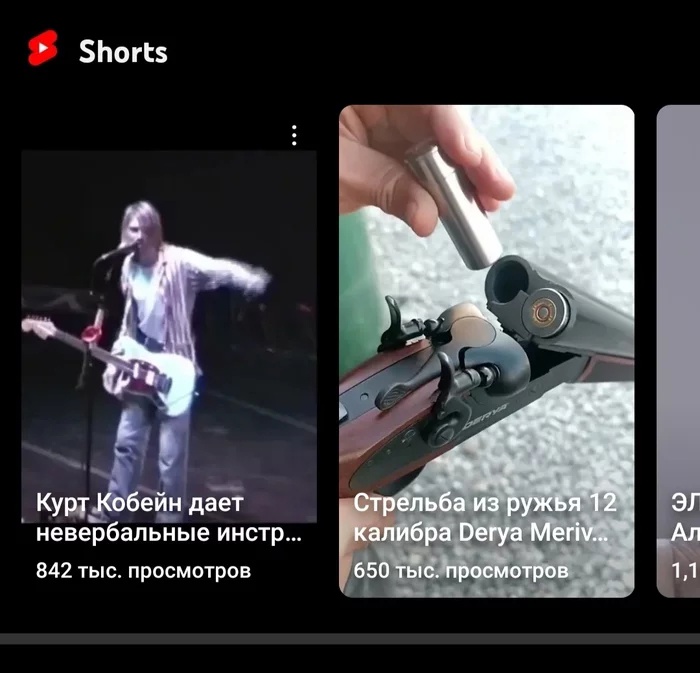 Shorts
Курт Кобейн дает
невербальные инстр...
842 тыс. просмотров
DERYA
Стрельба из ружья 12
калибра Derya Meriv...
650 тыс. просмотров
ЭЛ
Ал
1,1